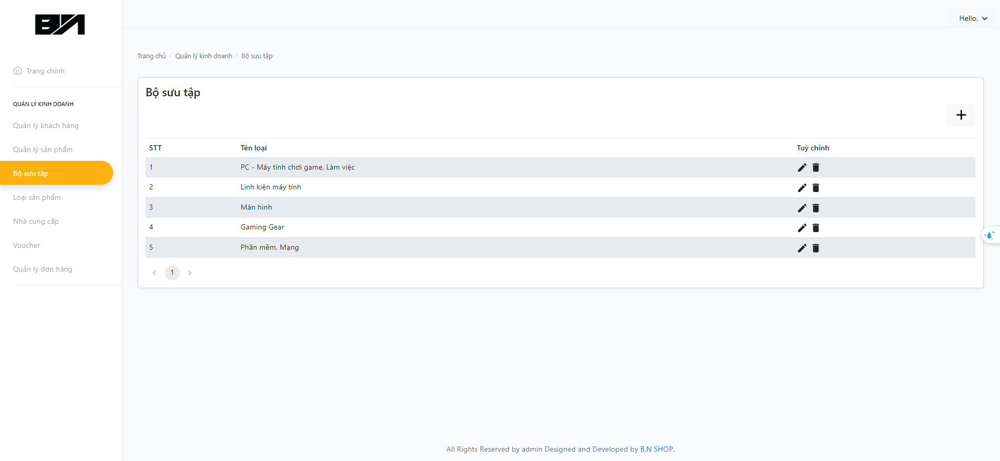 BN
Hello,
Trang chủ / Quản lý kinh doanh / Bộ sưu tập
Trang chính
QUẢN LÝ KINH DOANH
Quản lý khách hàng
Quản lý sản phẩm
Bộ sưu tập
Loại sản phẩm
Nhà cung cấp
Voucher
Quản lý đơn hàng
Bộ sưu tập
STT Tên loại Tuỳ chỉnh
1 PC - Máy tính chơi game, Làm việc
2 Linh kiện máy tính
3 Màn hình
4 Gaming Gear
5 Phần mềm, Mạng
1
All Rights Reserved by admin Designed and Developed by B.N SHOP.